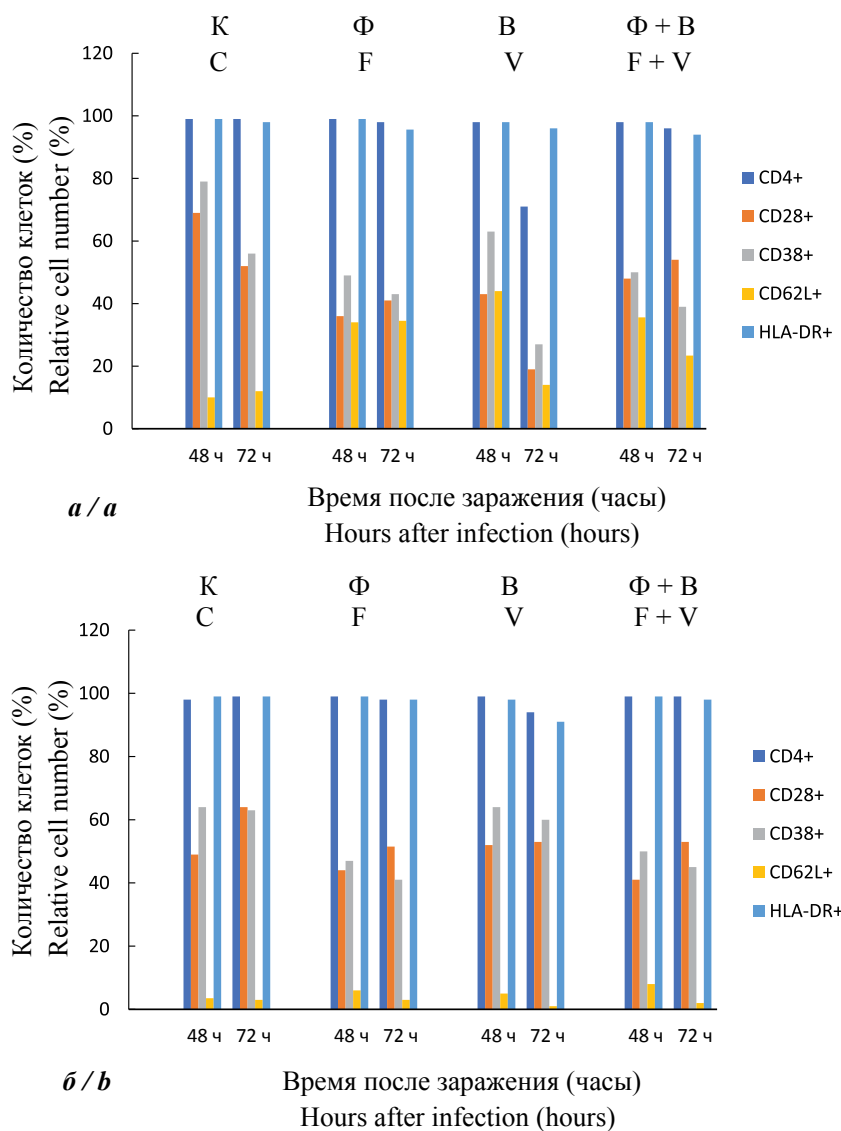 К Ф В Ф + В
C F V F + V
Количество клеток (%)
Relative cell number (%)
120
100
80
60
40
20
0
48 ч 72 ч 48 ч 72 ч 48 ч 72 ч 48 ч 72 ч
CD4+
CD28+
CD38+
CD62L+
HLA-DR+
а / a
Время после заражения (часы)
Hours after infection (hours)
К Ф В Ф + В
C F V F + V
Количество клеток (%)
Relative cell number (%)
120
100
80
60
40
20
0
48 ч 72 ч 48 ч 72 ч 48 ч 72 ч 48 ч 72 ч
CD4+
CD28+
CD38+
CD62L+
HLA-DR+
б / b
Время после заражения (часы)
Hours after infection (hours)